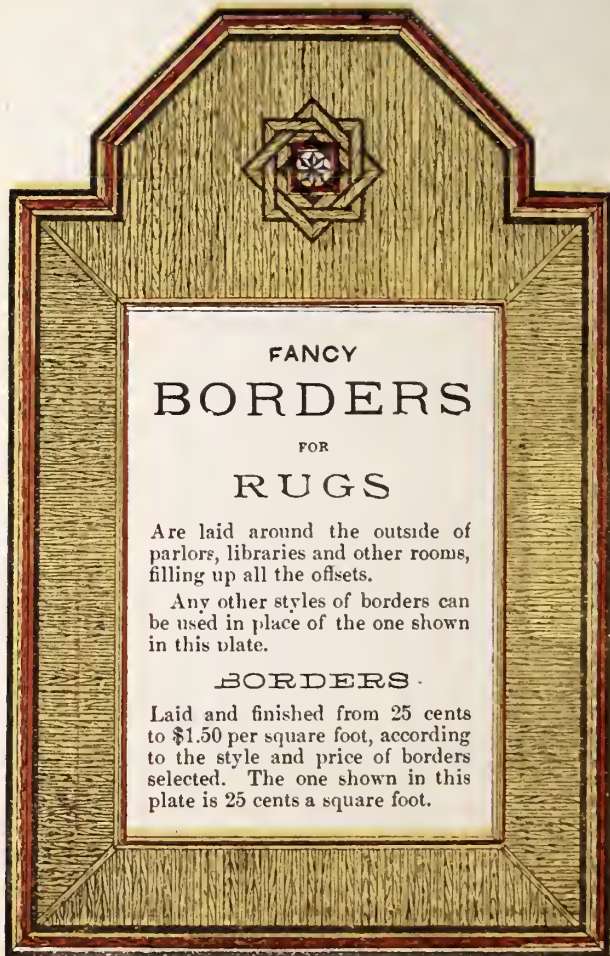 FANCY
BORDERS
FOR
RUGS
Are laid around the outside of
parlors, libraries and other rooms,
filling up all the offsets.
Any other styles of borders can
be used in place of the one shown
in this plate.
BORDERS
Laid and finished from 25 cents
to $1.50 per square foot, according
to the style and price of borders
selected. The one shown in this
plate is 25 cents a square foot.